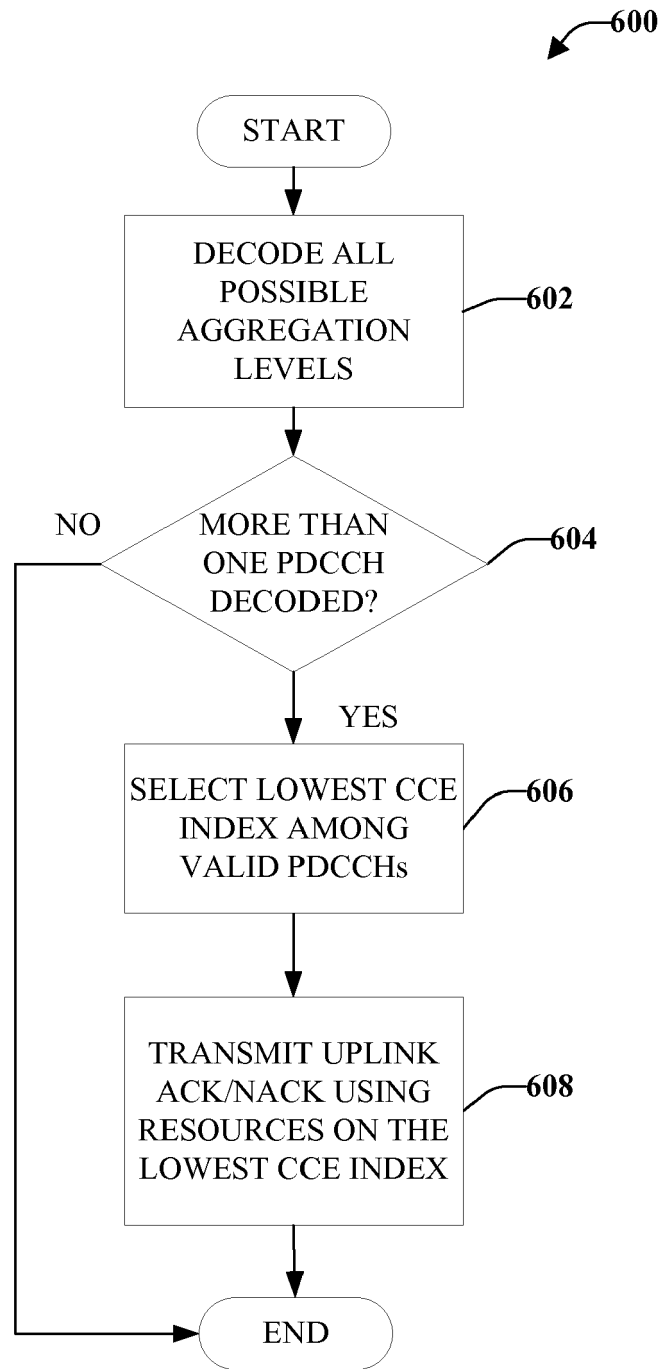 600
START
DECODE ALL
POSSIBLE
AGGREGATION
LEVELS
602
NO
MORE THAN
ONE PDCCH
DECODED?
604
YES
SELECT LOWEST CCE
INDEX AMONG
VALID PDCCHs
606
TRANSMIT UPLINK
ACK/NACK USING
RESOURCES ON THE
LOWEST CCE INDEX
608
END